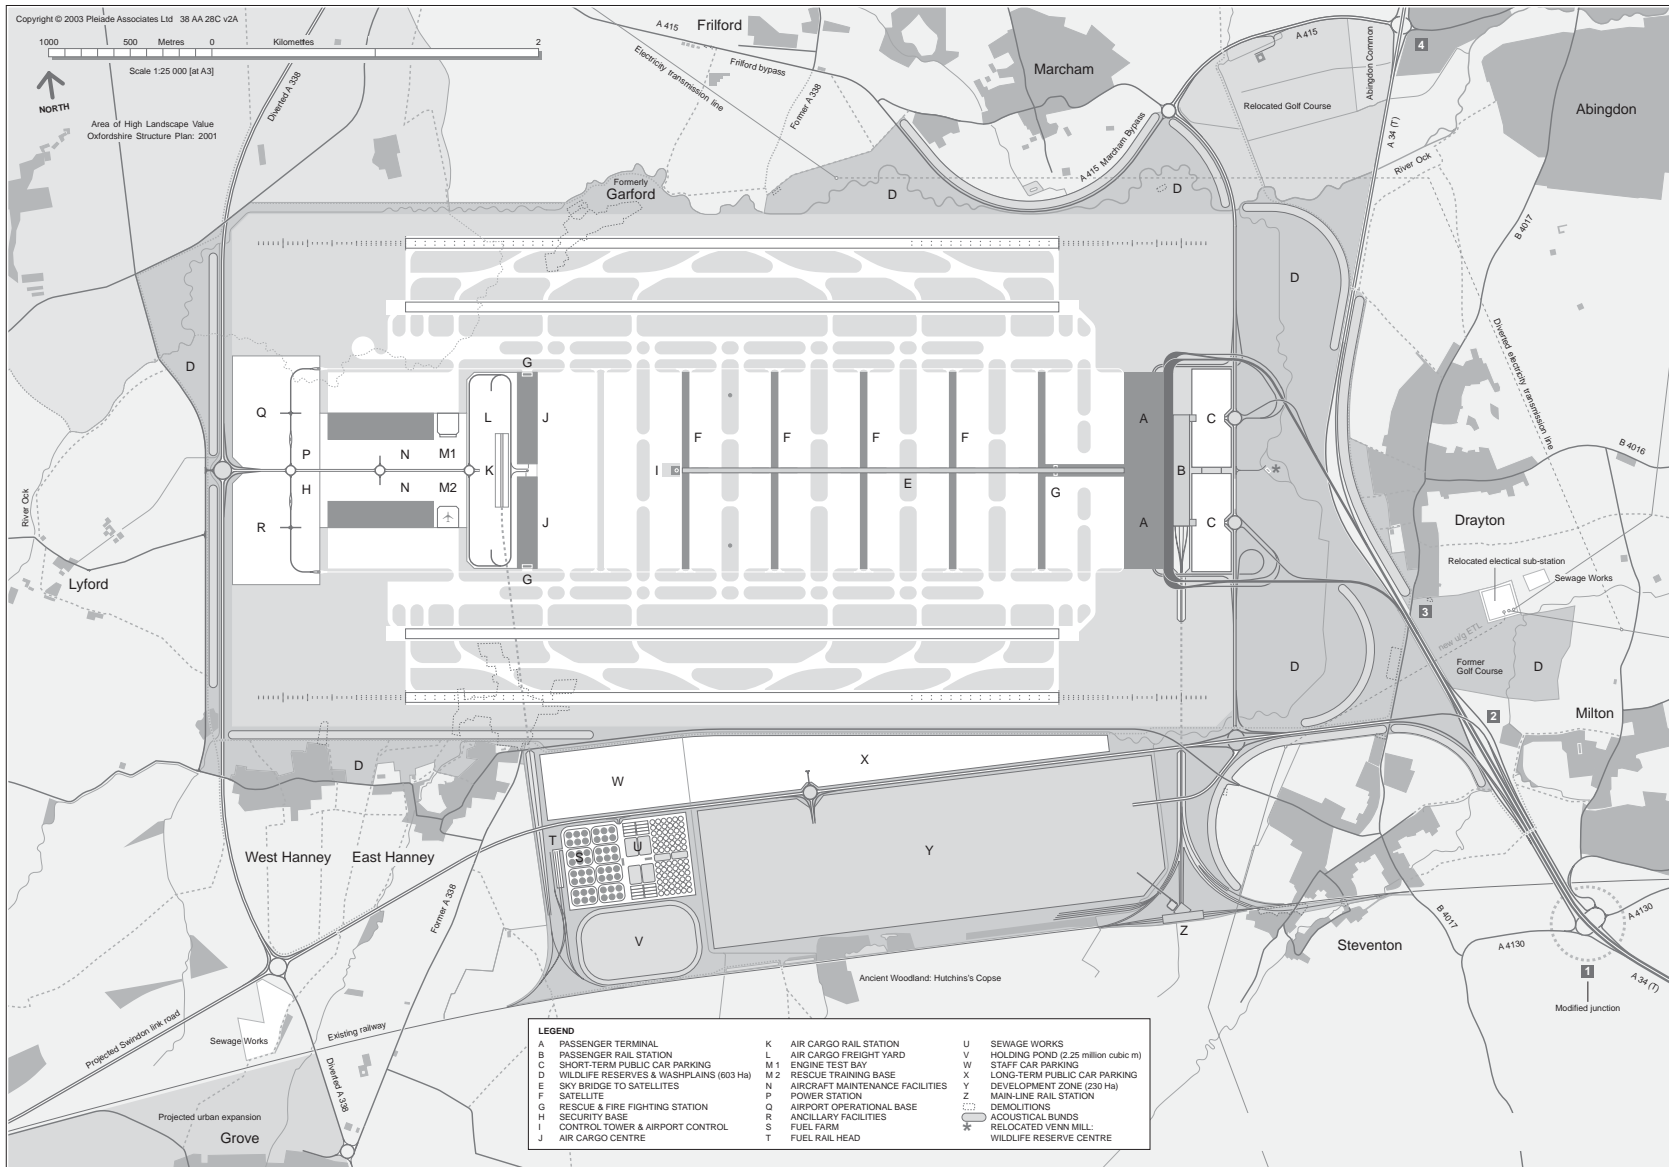 Copyright © 2003 Pleiade Associates Ltd   38 AA 28C v2A
1000   500   Metres   0   Kilometres   2
Scale 1:25 000 [at A3]
NORTH
Area of High Landscape Value
Oxfordshire Structure Plan: 2001
Diverted A 338
A 415
Frilford
Electricity transmission line
Frilford bypass
Former A 338
Marcham
A 415 Marcham Bypass
A 415
4
Abingdon Common
Relocated Golf Course
A 34 (T)
River Ock
Abingdon
B 4017
Formerly
Garford
D
D
D
D
Diverted electricity transmission line
B 4016
G
Q
P
N
M1
L
K
J
F
F
F
F
A
B
C
I
E
G
H
N
M2
R
J
G
A
C
River Ock
Lyford
Drayton
Relocated electical sub-station
Sewage Works
3
new u/g ETL
Former
Golf Course
D
D
2
Milton
D
W
X
T
S
U
Y
V
Z
West Hanney
East Hanney
Former A 338
Steventon
B 4017
A 4130
A 4130
A 34 (T)
1
Modified junction
Ancient Woodland: Hutchins's Copse
Projected Swindon link road
Sewage Works
Existing railway
Diverted A 338
Projected urban expansion
Grove
LEGEND
A   PASSENGER TERMINAL
B   PASSENGER RAIL STATION
C   SHORT-TERM PUBLIC CAR PARKING
D   WILDLIFE RESERVES & WASHPLAINS (603 Ha)
E   SKY BRIDGE TO SATELLITES
F   SATELLITE
G   RESCUE & FIRE FIGHTING STATION
H   SECURITY BASE
I   CONTROL TOWER & AIRPORT CONTROL
J   AIR CARGO CENTRE
K   AIR CARGO RAIL STATION
L   AIR CARGO FREIGHT YARD
M 1   ENGINE TEST BAY
M 2   RESCUE TRAINING BASE
N   AIRCRAFT MAINTENANCE FACILITIES
P   POWER STATION
Q   AIRPORT OPERATIONAL BASE
R   ANCILLARY FACILITIES
S   FUEL FARM
T   FUEL RAIL HEAD
U   SEWAGE WORKS
V   HOLDING POND (2.25 million cubic m)
W   STAFF CAR PARKING
X   LONG-TERM PUBLIC CAR PARKING
Y   DEVELOPMENT ZONE (230 Ha)
Z   MAIN-LINE RAIL STATION
DEMOLITIONS
ACOUSTICAL BUNDS
RELOCATED VENN MILL:
WILDLIFE RESERVE CENTRE